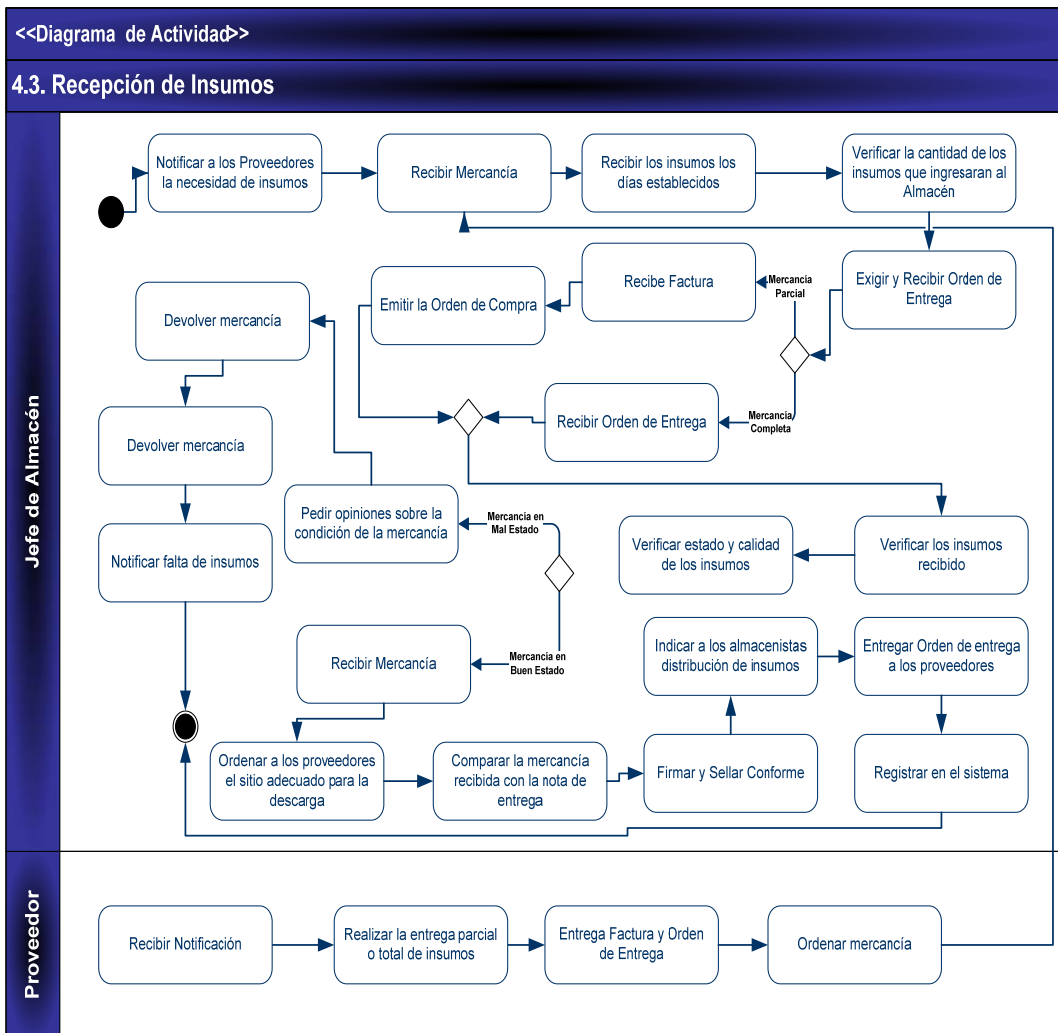 <<Diagrama de Actividad>>
4.3. Recepción de Insumos
Jefe de Almacén
Notificar a los Proveedores
la necesidad de insumos
Recibir Mercancía
Recibir los insumos los
días establecidos
Verificar la cantidad de los
insumos que ingresaran al
Almacén
Exigir y Recibir Orden de
Entrega
Mercancia
Parcial
Recibe Factura
Emitir la Orden de Compra
Devolver mercancía
Mercancia
Completa
Recibir Orden de Entrega
Devolver mercancía
Pedir opiniones sobre la
condición de la mercancía
Mercancia en
Mal Estado
Verificar estado y calidad
de los insumos
Verificar los insumos
recibido
Notificar falta de insumos
Recibir Mercancía
Mercancia en
Buen Estado
Indicar a los almacenistas
distribución de insumos
Entregar Orden de entrega
a los proveedores
Ordenar a los proveedores
el sitio adecuado para la
descarga
Comparar la mercancía
recibida con la nota de
entrega
Firmar y Sellar Conforme
Registrar en el sistema
Proveedor
Recibir Notificación
Realizar la entrega parcial
o total de insumos
Entrega Factura y Orden
de Entrega
Ordenar mercancía